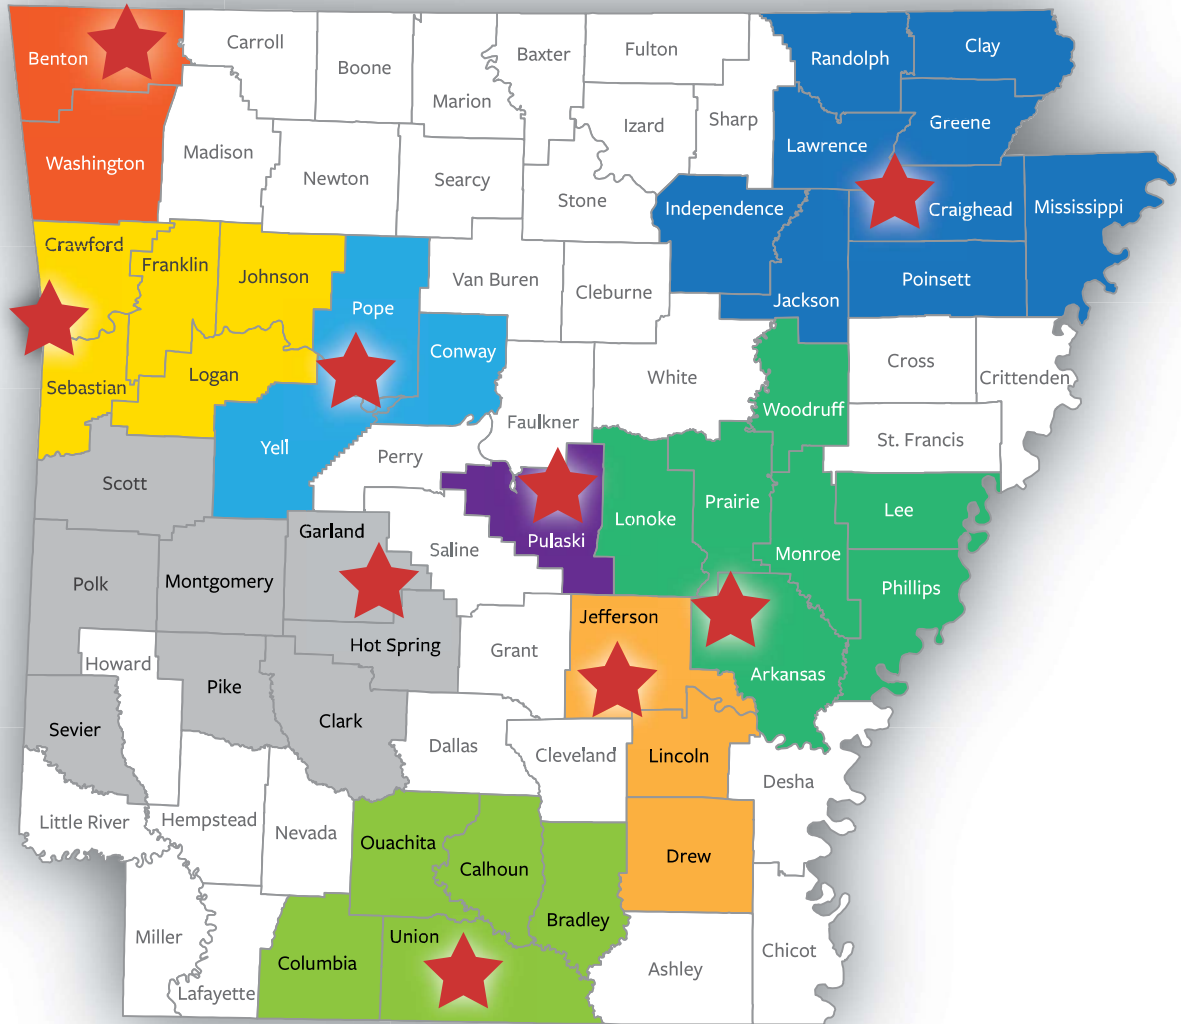 Benton
Carroll
Boone
Marion
Baxter
Fulton
Randolph
Clay
Washington
Madison
Newton
Searcy
Stone
Izard
Sharp
Lawrence
Greene
Independence
Craighead
Mississippi
Crawford
Franklin
Johnson
Pope
Van Buren
Cleburne
Jackson
Poinsett
Sebastian
Logan
Conway
White
Cross
Crittenden
Woodruff
Yell
Faulkner
St. Francis
Scott
Perry
Garland
Saline
Pulaski
Lonoke
Prairie
Lee
Monroe
Polk
Montgomery
Phillips
Howard
Hot Spring
Grant
Jefferson
Arkansas
Sevier
Pike
Clark
Dallas
Cleveland
Lincoln
Desha
Little River
Hempstead
Nevada
Ouachita
Calhoun
Drew
Bradley
Miller
Lafayette
Columbia
Union
Ashley
Chicot